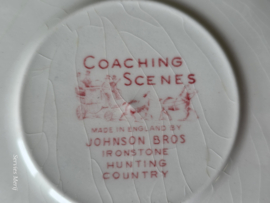 COACHING
SCENES
MADE IN ENGLAND BY
JOHNSON BROS
IRONSTONE
HUNTING
COUNTRY